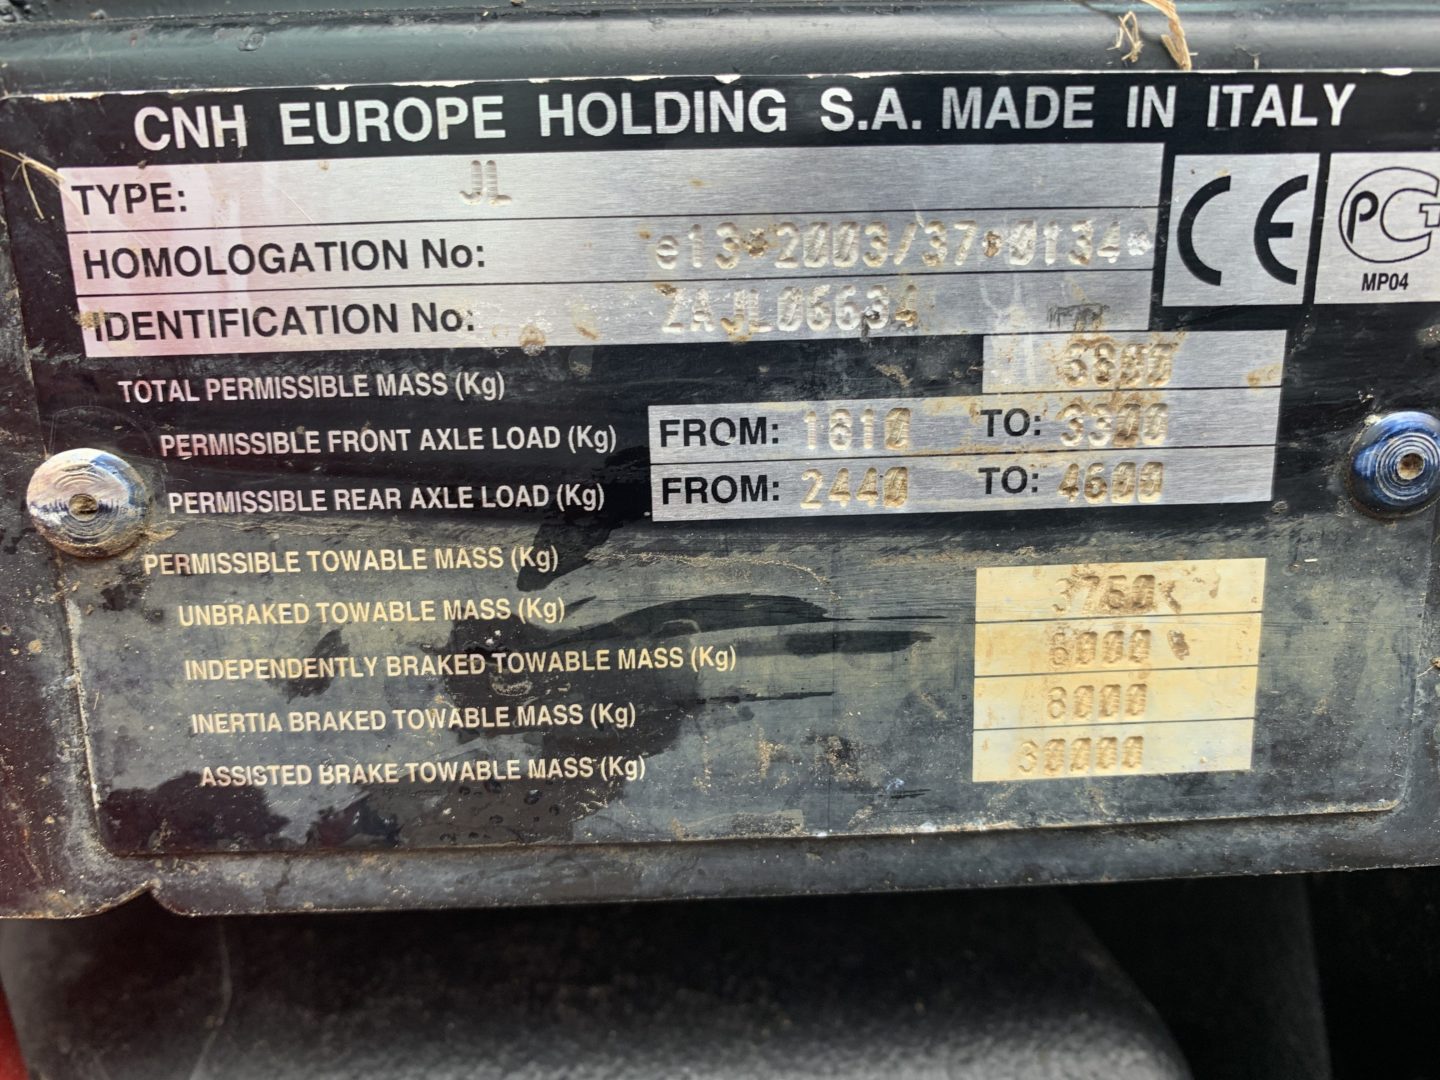 CNH EUROPE HOLDING S.A. MADE IN ITALY
TYPE: JL
HOMOLOGATION No: e13*2003/37*0134*
IDENTIFICATION No: ZAJL06634
CE
PCT
MP04
TOTAL PERMISSIBLE MASS (Kg)
PERMISSIBLE FRONT AXLE LOAD (Kg) FROM: 1810 TO: 3300
PERMISSIBLE REAR AXLE LOAD (Kg) FROM: 2440 TO: 4600
PERMISSIBLE TOWABLE MASS (Kg)
UNBRAKED TOWABLE MASS (Kg) 3750
INDEPENDENTLY BRAKED TOWABLE MASS (Kg) 6000
INERTIA BRAKED TOWABLE MASS (Kg)
ASSISTED BRAKE TOWABLE MASS (Kg)